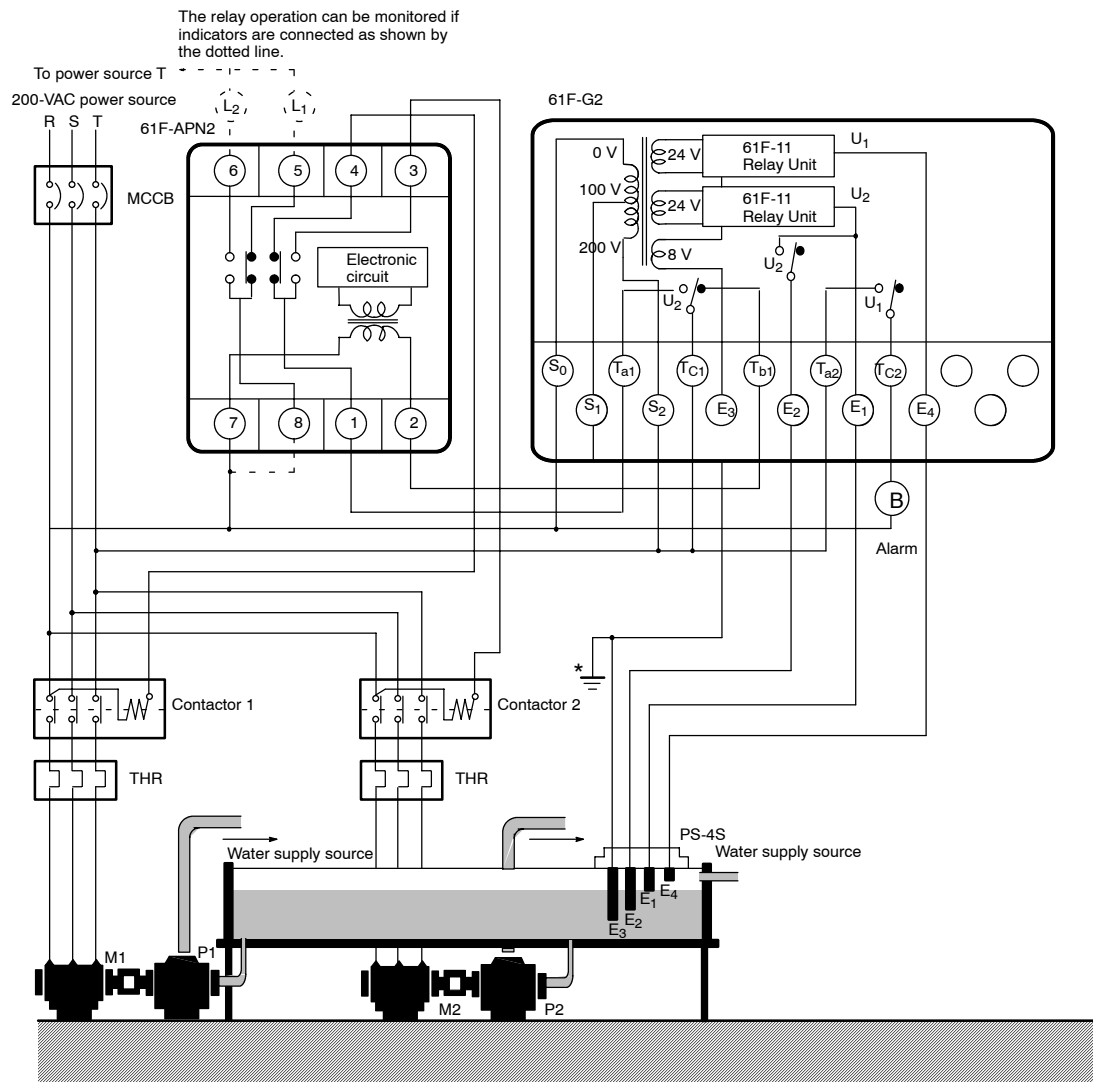 The relay operation can be monitored if
indicators are connected as shown by
the dotted line.
To power source T
200-VAC power source
R S T
L2 L1
61F-APN2
61F-G2
MCCB
6 5 4 3
Electronic
circuit
7 8 1 2
0 V
100 V
200 V
24 V
24 V
8 V
61F-11
Relay Unit
U1
61F-11
Relay Unit
U2
U2
U2
U1
S0 Ta1 TC1 Tb1 Ta2 TC2
S1 S2 E3 E2 E1 E4
B
Alarm
*
Contactor 1
Contactor 2
THR
THR
PS-4S
Water supply source
Water supply source
E3
E2
E1
E4
M1
P1
M2
P2